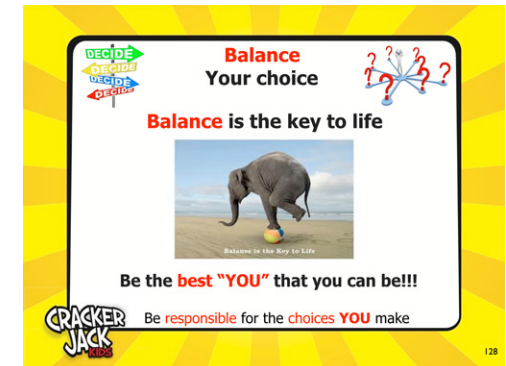 DECIDE
DECIDE
DECIDE
DECIDE
Balance
Your choice
? ? ? ? ? ?
Balance is the key to life
Balance is the Key to Life
Be the best “YOU” that you can be!!!
Be responsible for the choices YOU make
CRACKER
JACK
KIDS
128